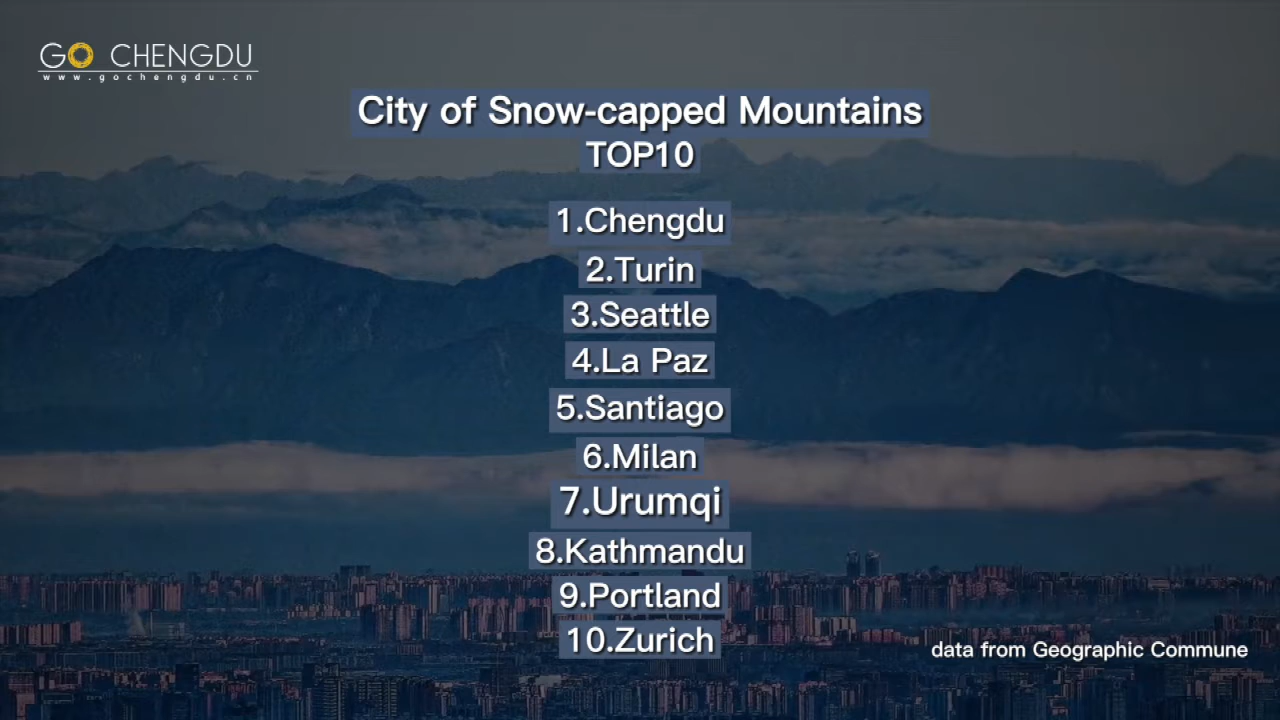 GO CHENGDU
www.gochengdu.cn
City of Snow-capped Mountains
TOP10
1.Chengdu
2.Turin
3.Seattle
4.La Paz
5.Santiago
6.Milan
7.Urumqi
8.Kathmandu
9.Portland
10.Zurich
data from Geographic Commune